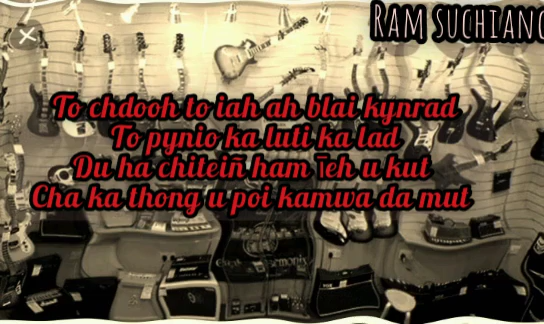 RAM SUCHIANG
To chdooh to iah ah blai kynrad
To pynio ka luti ka lad
Du ha chiteiñ ham ïeh u kut
Cha ka thong u poi kamwa da mut